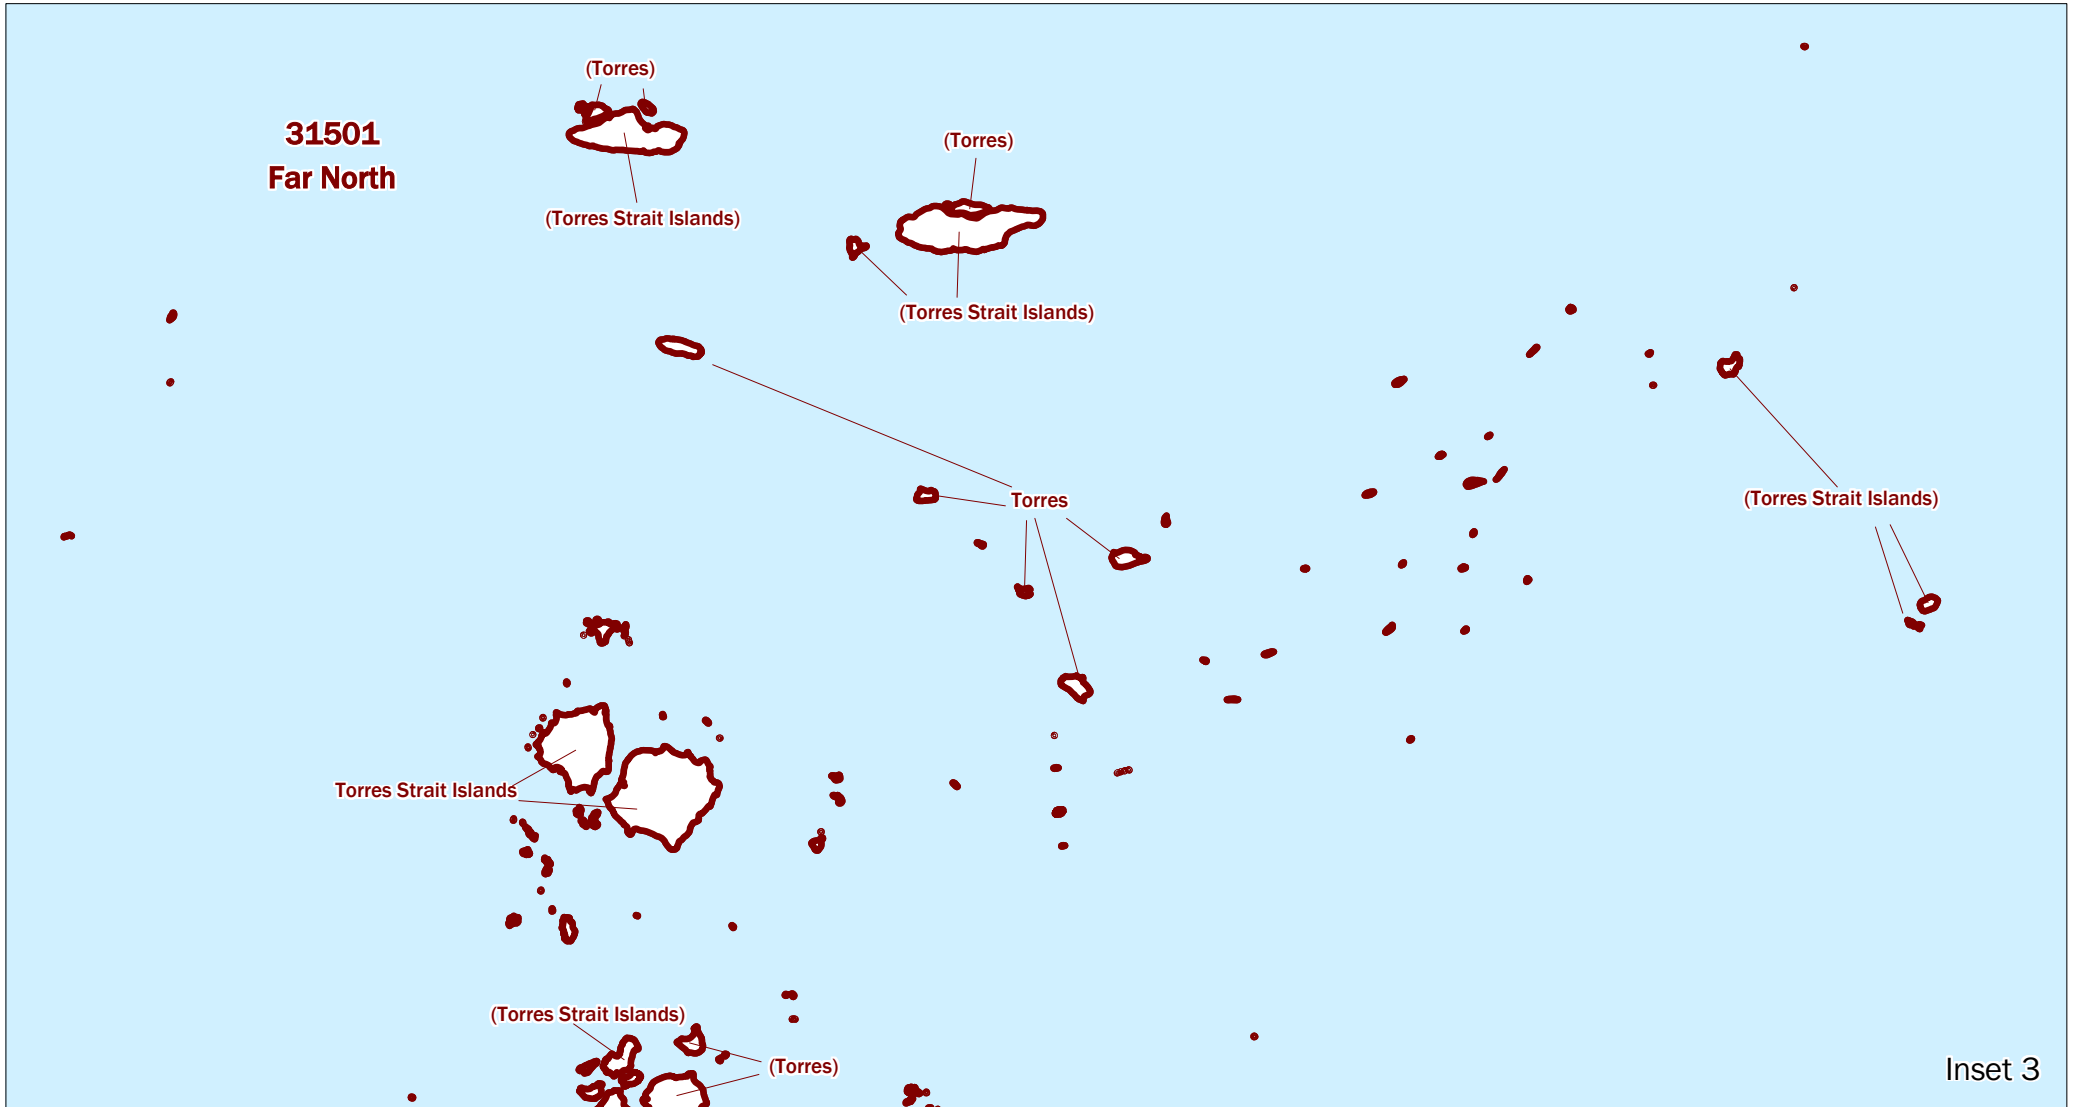 (Torres)
31501
Far North
(Torres)
(Torres Strait Islands)
(Torres Strait Islands)
Torres
(Torres Strait Islands)
Torres Strait Islands
(Torres Strait Islands)
(Torres)
Inset 3